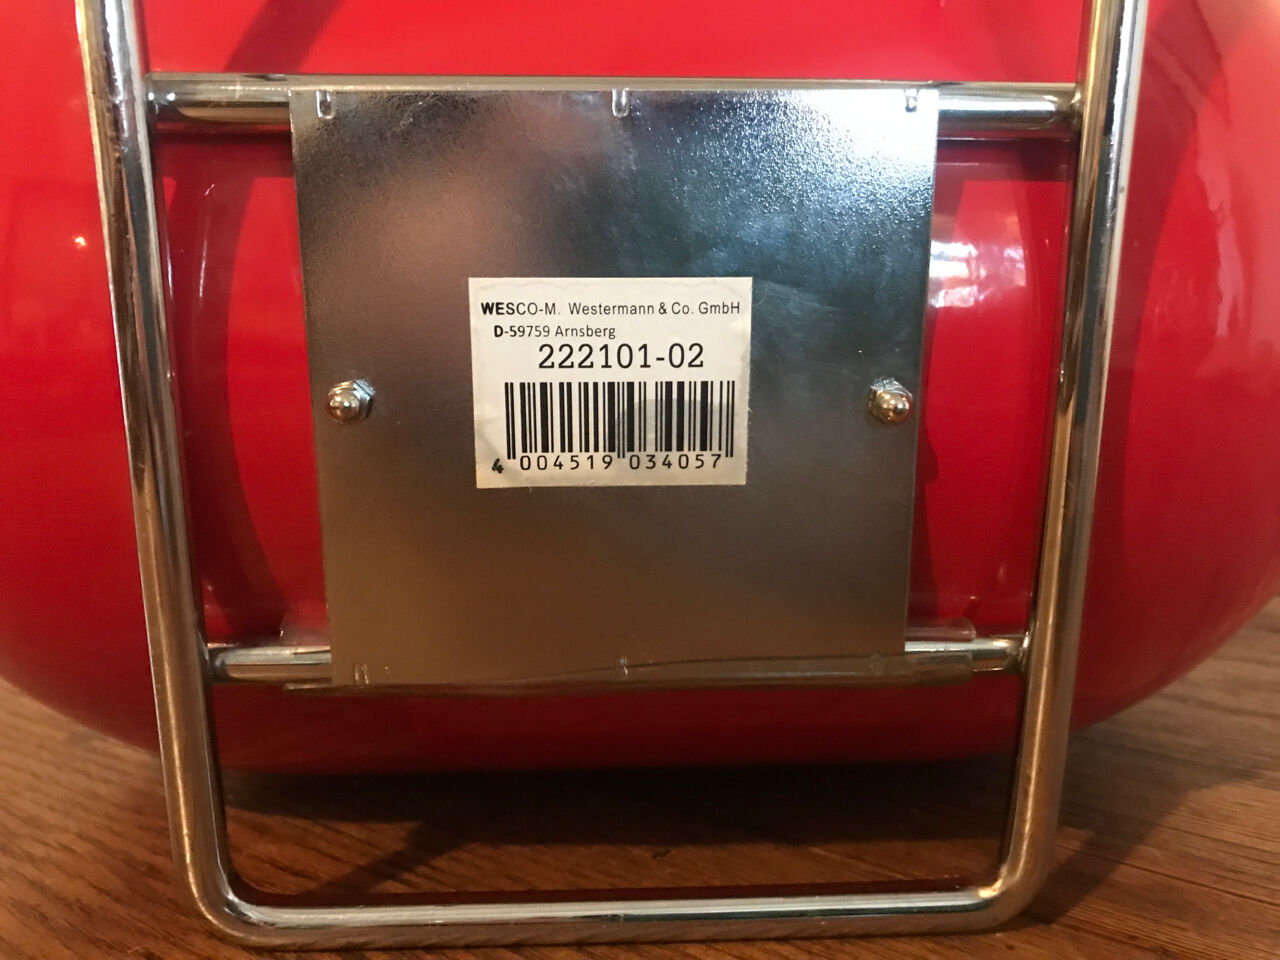 WESCO-M. Westermann & Co. GmbH
D-59759 Arnsberg
222101-02
4 004519 034057